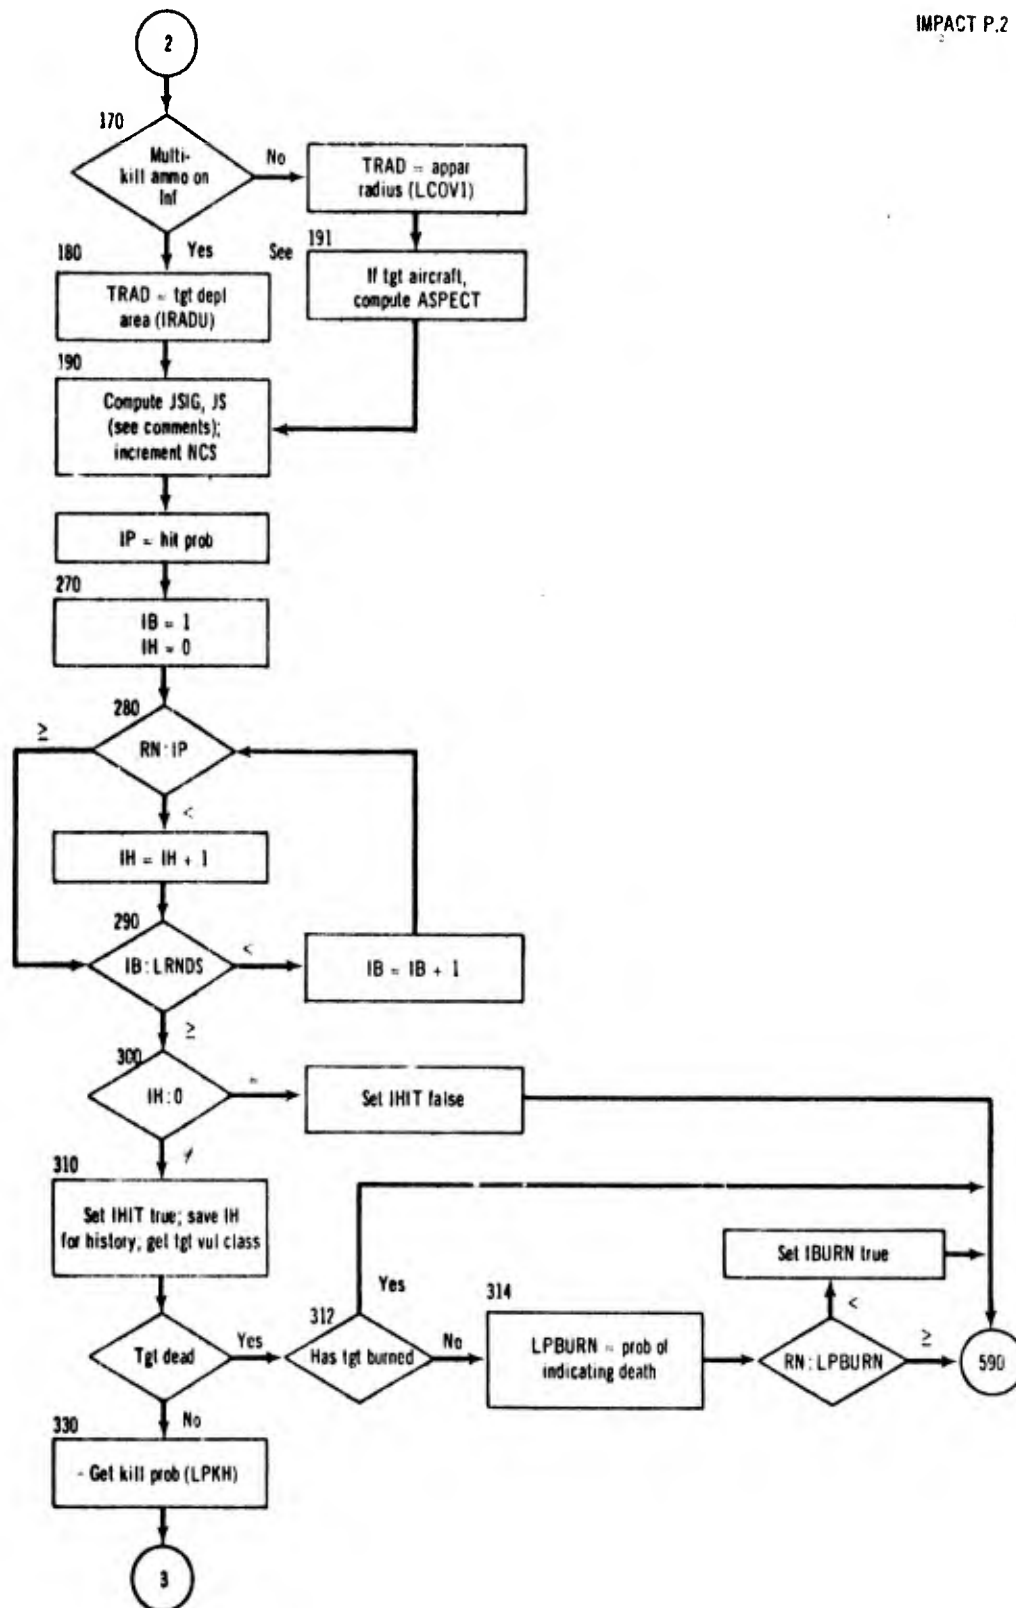 IMPACT P.2
2
170
Multi-
kill ammo on
Inf
No
TRAD = appar
radius (LCOV1)
Yes
See
191
If tgt aircraft,
compute ASPECT
180
TRAD = tgt depl
area (IRADU)
190
Compute JSIG, JS
(see comments);
increment NCS
IP = hit prob
270
IB = 1
IH = 0
280
≥
RN : IP
<
IH = IH + 1
290
IB : LRNDS
<
IB = IB + 1
≥
300
IH : 0
=
Set IHIT false
≠
310
Set IHIT true; save IH
for history; get tgt vul class
Set IBURN true
Yes
312
314
<
Tgt dead
Yes
Has tgt burned
No
LPBURN = prob of
indicating death
RN : LPBURN
≥
590
No
330
- Get kill prob (LPKH)
3